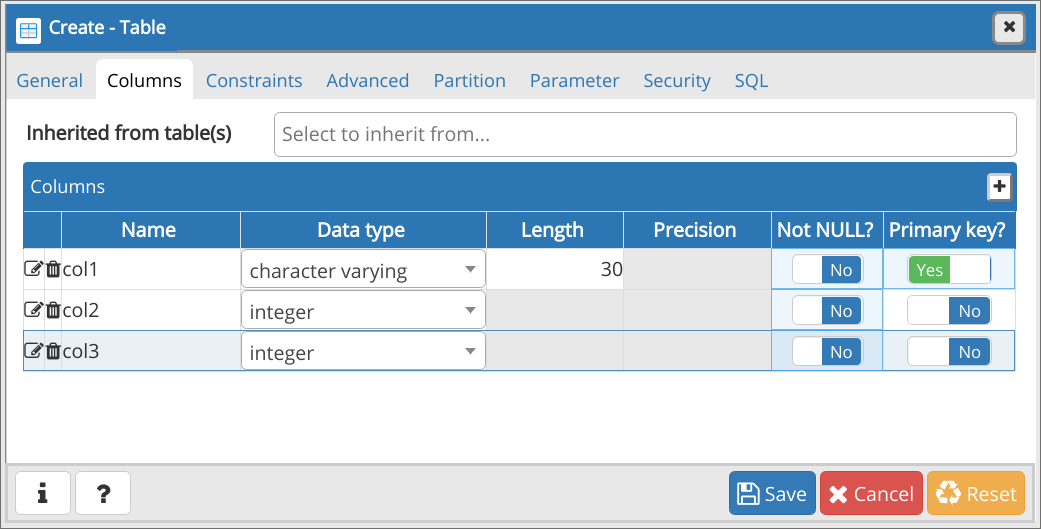 Create - Table
General Columns Constraints Advanced Partition Parameter Security SQL
Inherited from table(s) Select to inherit from...
Columns
Name Data type Length Precision Not NULL? Primary key?
col1 character varying 30 No Yes
col2 integer No No
col3 integer No No
i ? Save Cancel Reset